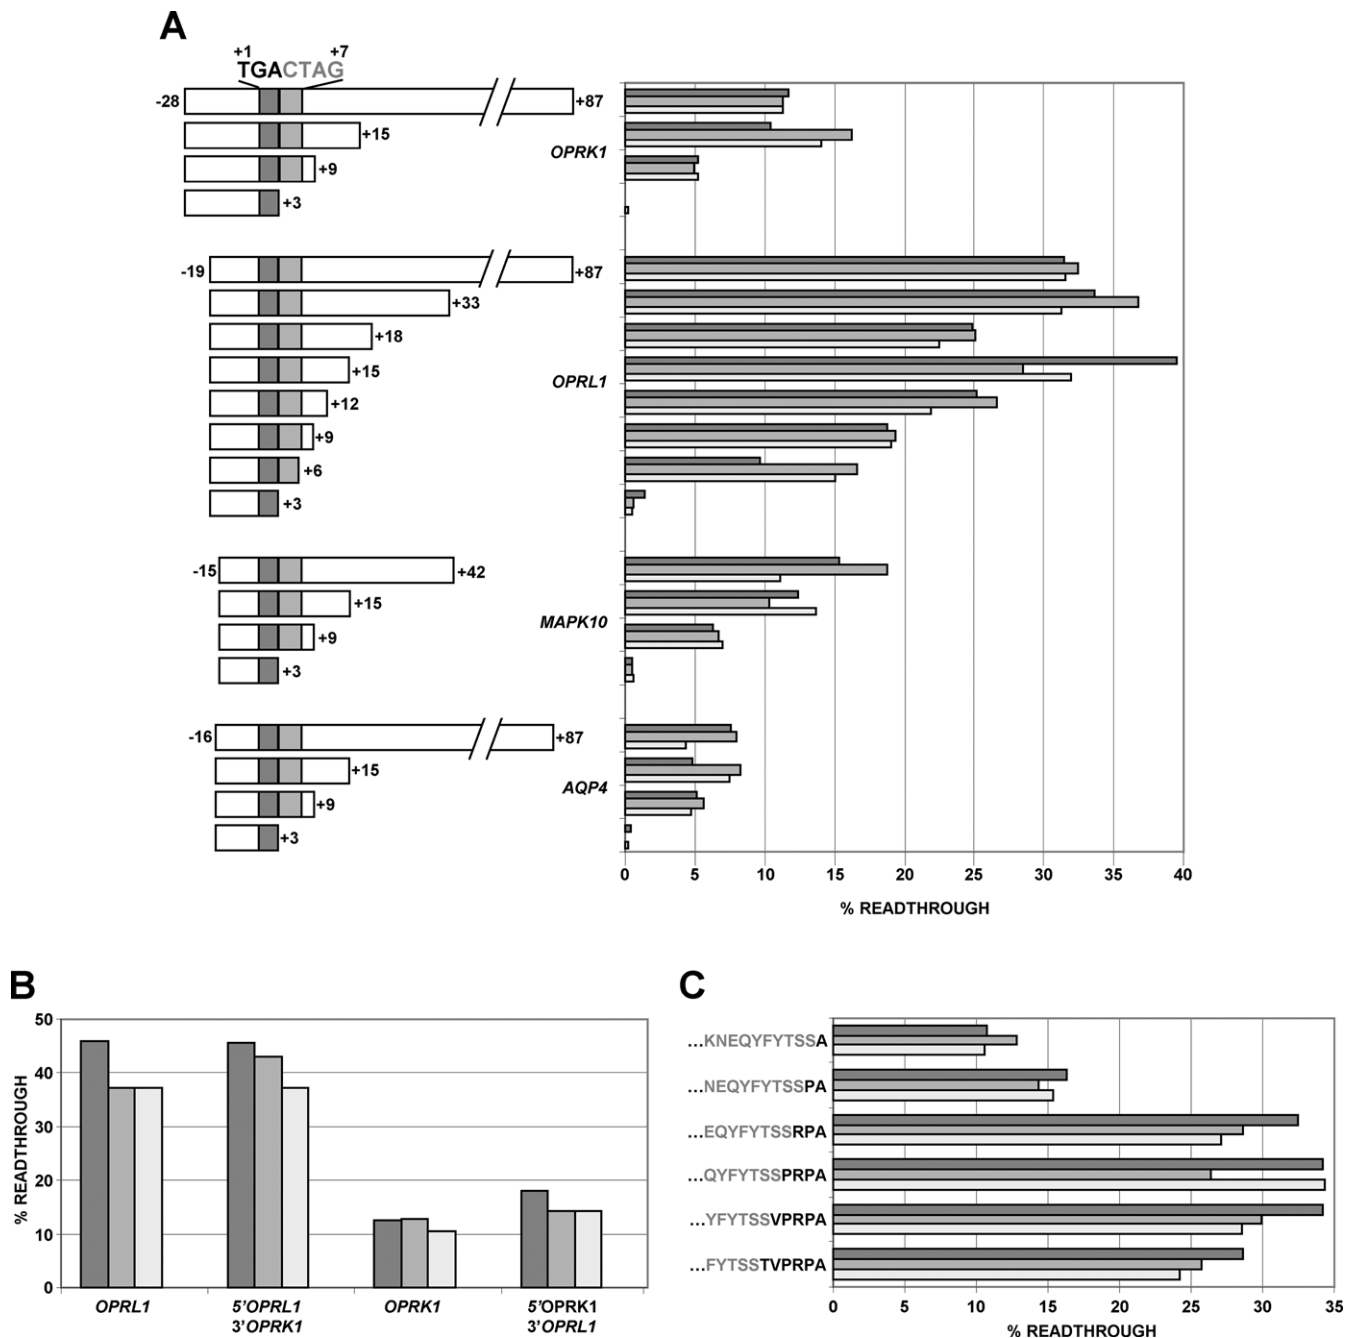 A
+1 +7
TGACTAG
-28 +87
+15
OPRK1
+9
+3
-19 +87
+33
+18
+15
OPRL1
+12
+9
+6
+3
-15 +42
+15
MAPK10
+9
+3
-16 +87
+15
AQP4
+9
+3
0 5 10 15 20 25 30 35 40
% READTHROUGH
B
% READTHROUGH
50
40
30
20
10
0
OPRL1 5'OPRL1 OPRK1 5'OPRK1
3'OPRK1 3'OPRL1
C
...KNEQYFYTSSA
...NEQYFYTSSPA
...EQYFYTSSRPA
...QYFYTSSPRPA
...YFYTSSVPRPA
...FYTSSTVPRPA
0 5 10 15 20 25 30 35
% READTHROUGH